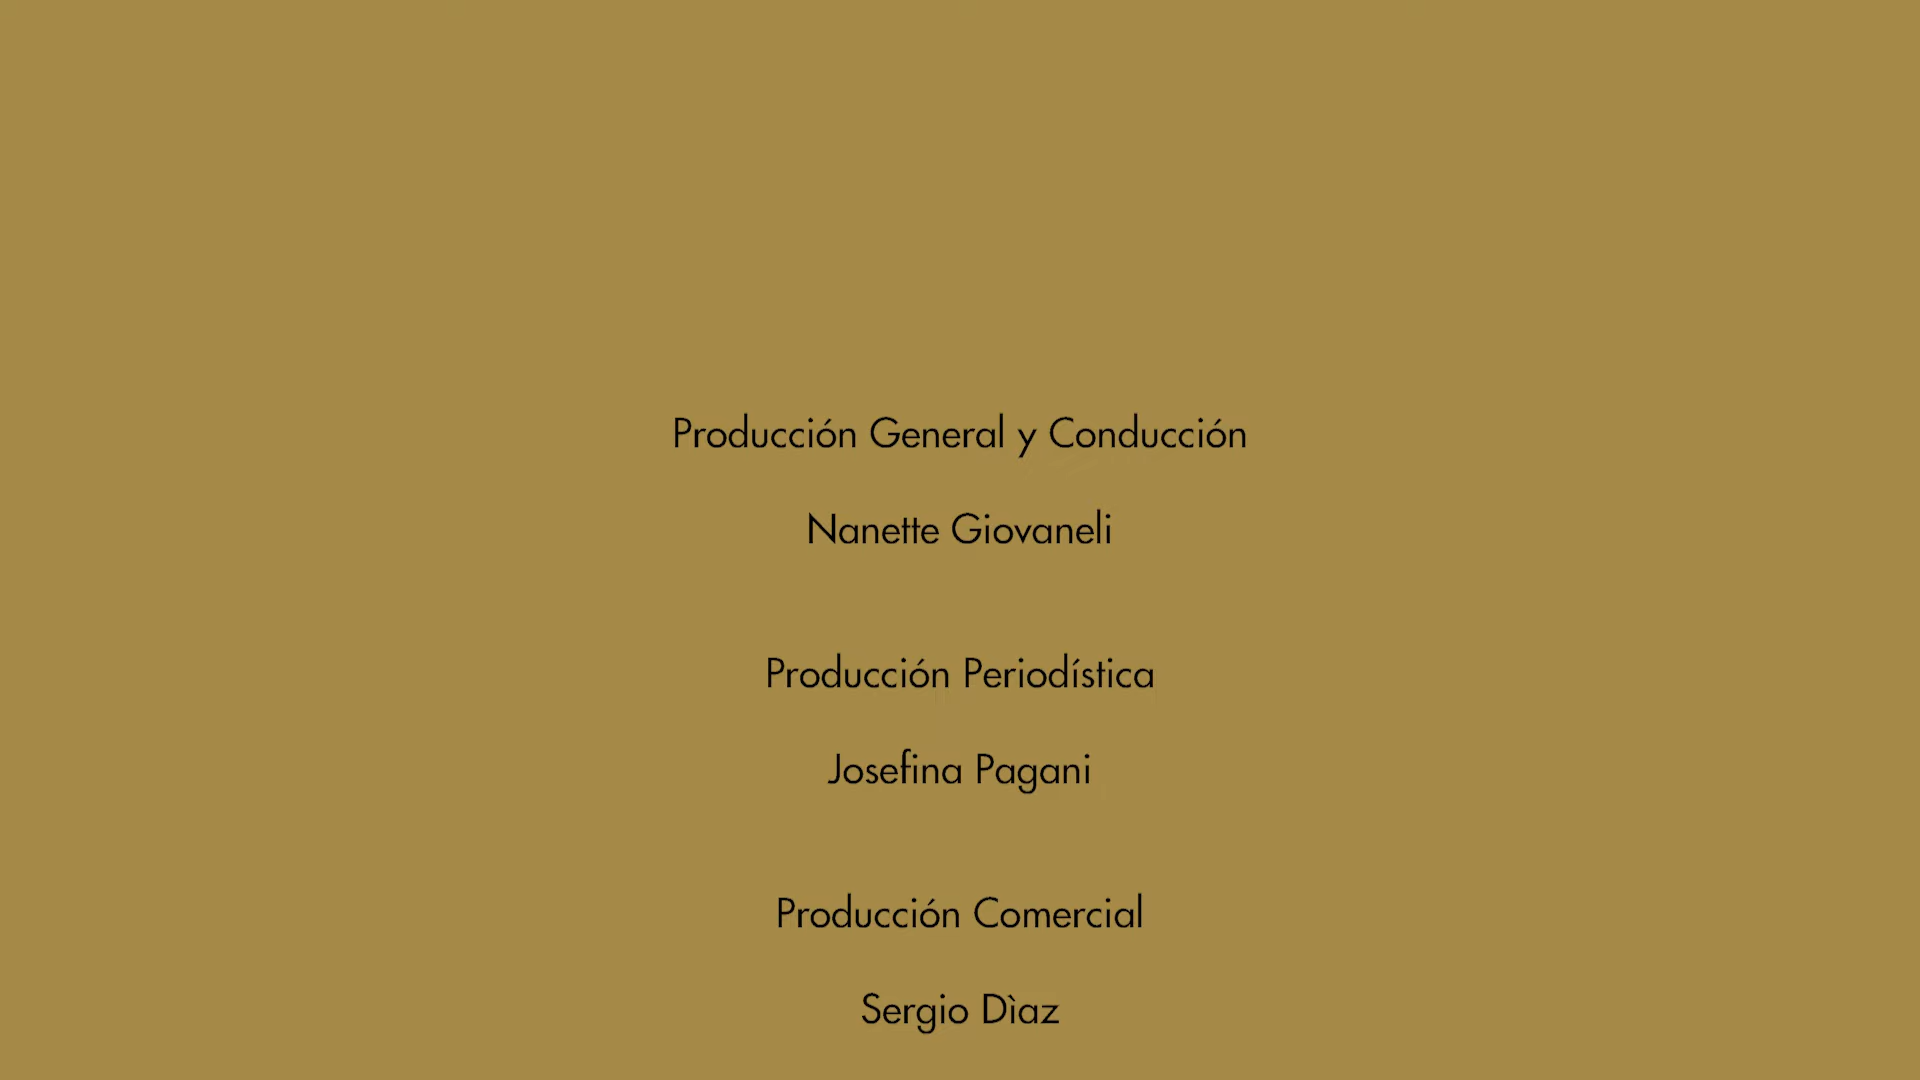 Producción General y Conducción
Nanette Giovaneli
Producción Periodística
Josefina Pagani
Producción Comercial
Sergio Dìaz